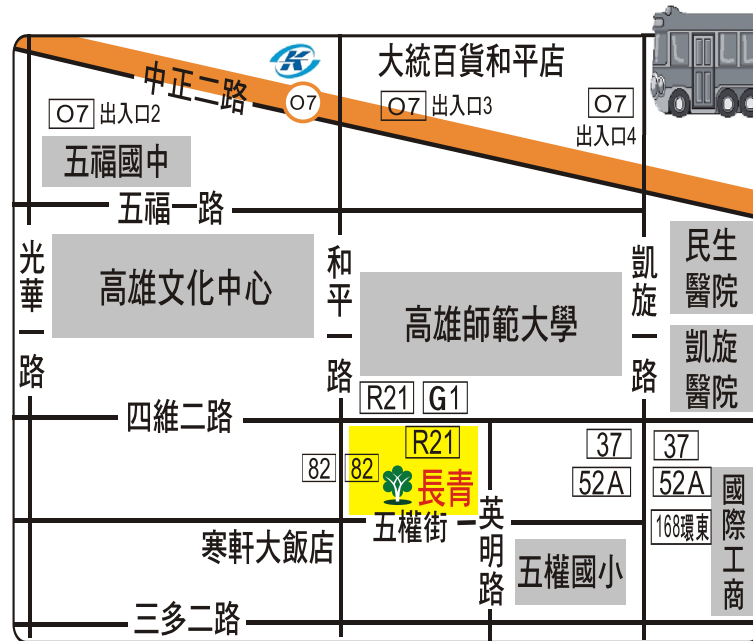 K
大統百貨和平店
中正二路
O7
O7 出入口3
O7
出入口4
O7 出入口2
五福國中
五福一路
光華一路
高雄文化中心
和平一路
高雄師範大學
凱旋一路
民生
醫院
凱旋
醫院
R21 G1
四維二路
R21
82
82
長青
37
52A
37
52A
168環東
國際工商
五權街
英明路
寒軒大飯店
五權國小
三多二路